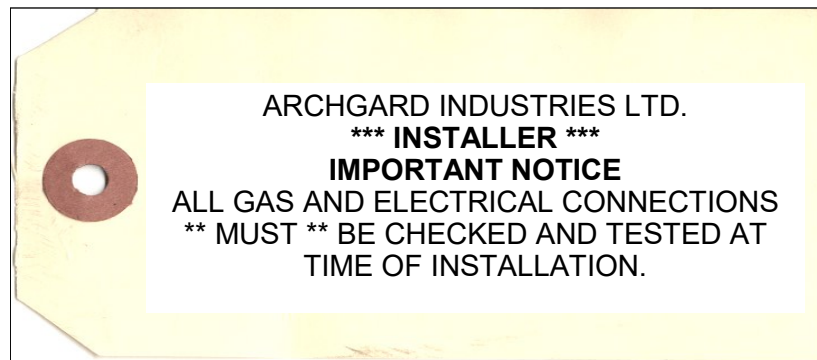 ARCHGARD INDUSTRIES LTD.
*** INSTALLER ***
IMPORTANT NOTICE
ALL GAS AND ELECTRICAL CONNECTIONS
** MUST ** BE CHECKED AND TESTED AT
TIME OF INSTALLATION.